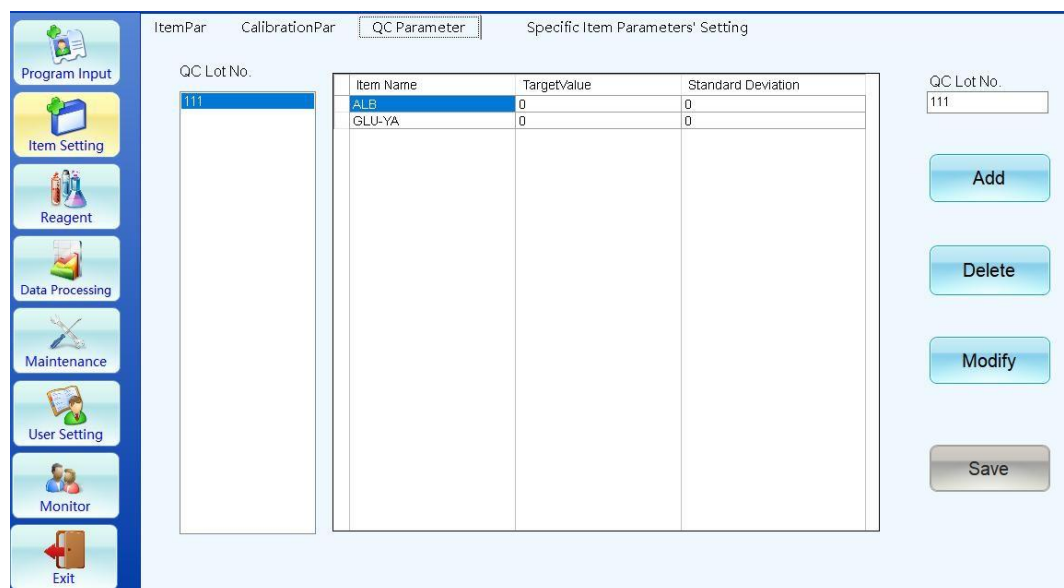 ItemPar CalibrationPar QC Parameter Specific Item Parameters' Setting
Program Input
Item Setting
Reagent
Data Processing
Maintenance
User Setting
Monitor
Exit
QC Lot No.
111
Item Name TargetValue Standard Deviation
ALB 0 0
GLU-YA 0 0
QC Lot No.
111
Add
Delete
Modify
Save